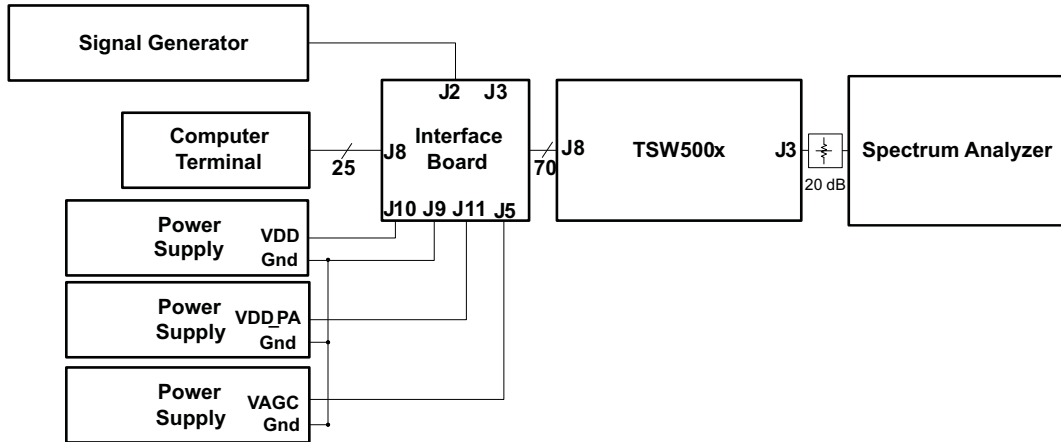 Signal Generator
J2 J3
Computer
Terminal
25
J8
Interface
Board
70
J8
TSW500x
J3
20 dB
Spectrum Analyzer
J10 J9 J11 J5
Power
Supply
VDD
Gnd
Power
Supply
VDD_PA
Gnd
Power
Supply
VAGC
Gnd